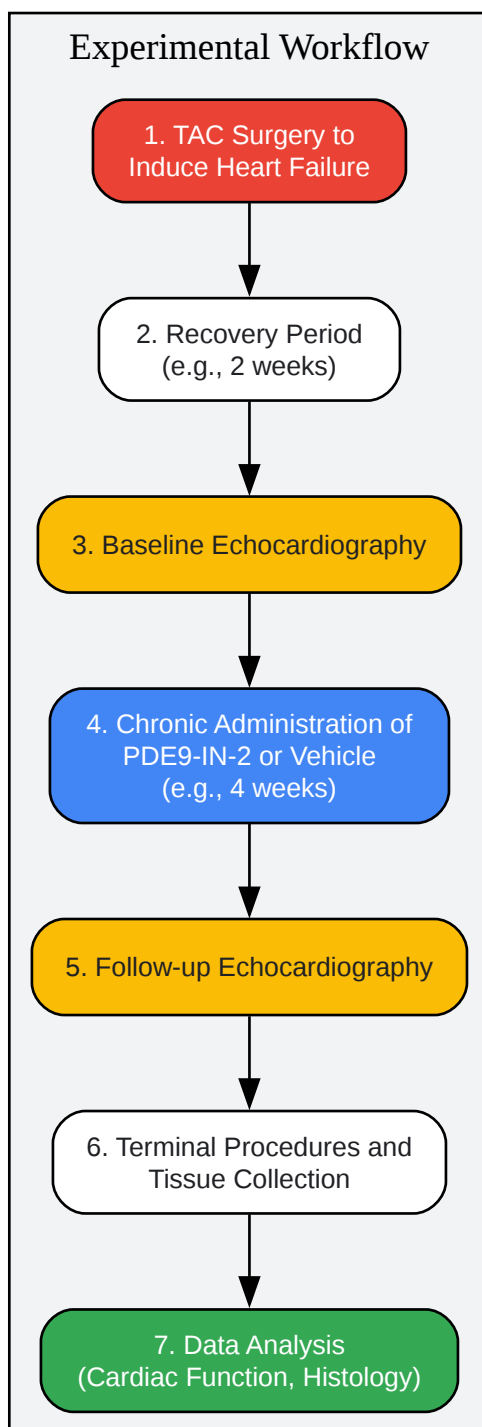 Experimental Workflow
1. TAC Surgery to
Induce Heart Failure
2. Recovery Period
(e.g., 2 weeks)
3. Baseline Echocardiography
4. Chronic Administration of
PDE9-IN-2 or Vehicle
(e.g., 4 weeks)
5. Follow-up Echocardiography
6. Terminal Procedures and
Tissue Collection
7. Data Analysis
(Cardiac Function, Histology)